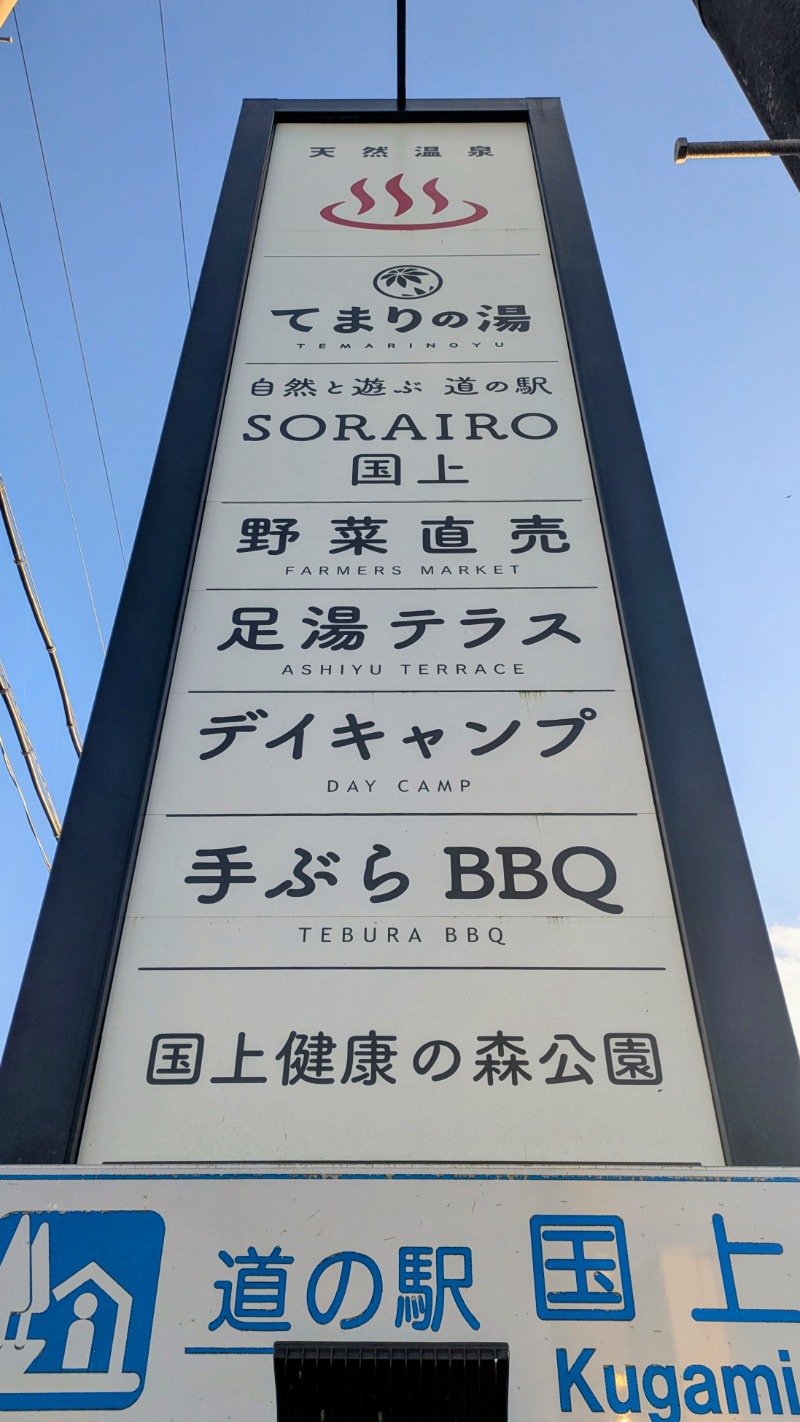 天然温泉
てまりの湯
TEMARINOYU
自然と遊ぶ 道の駅
SORAIRO
国上
野菜直売
FARMERS MARKET
足湯テラス
ASHIYU TERRACE
デイキャンプ
DAY CAMP
手ぶらBBQ
TEBURA BBQ
国上健康の森公園
道の駅 国上
Kugami